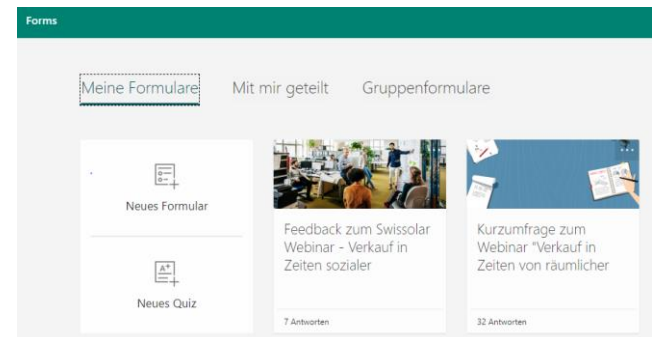 Forms
Meine Formulare Mit mir geteilt Gruppenformulare
Neues Formular
Neues Quiz
Feedback zum Swissolar
Webinar - Verkauf in
Zeiten sozialer
7 Antworten
Kurzumfrage zum
Webinar "Verkauf in
Zeiten von räumlicher
32 Antworten